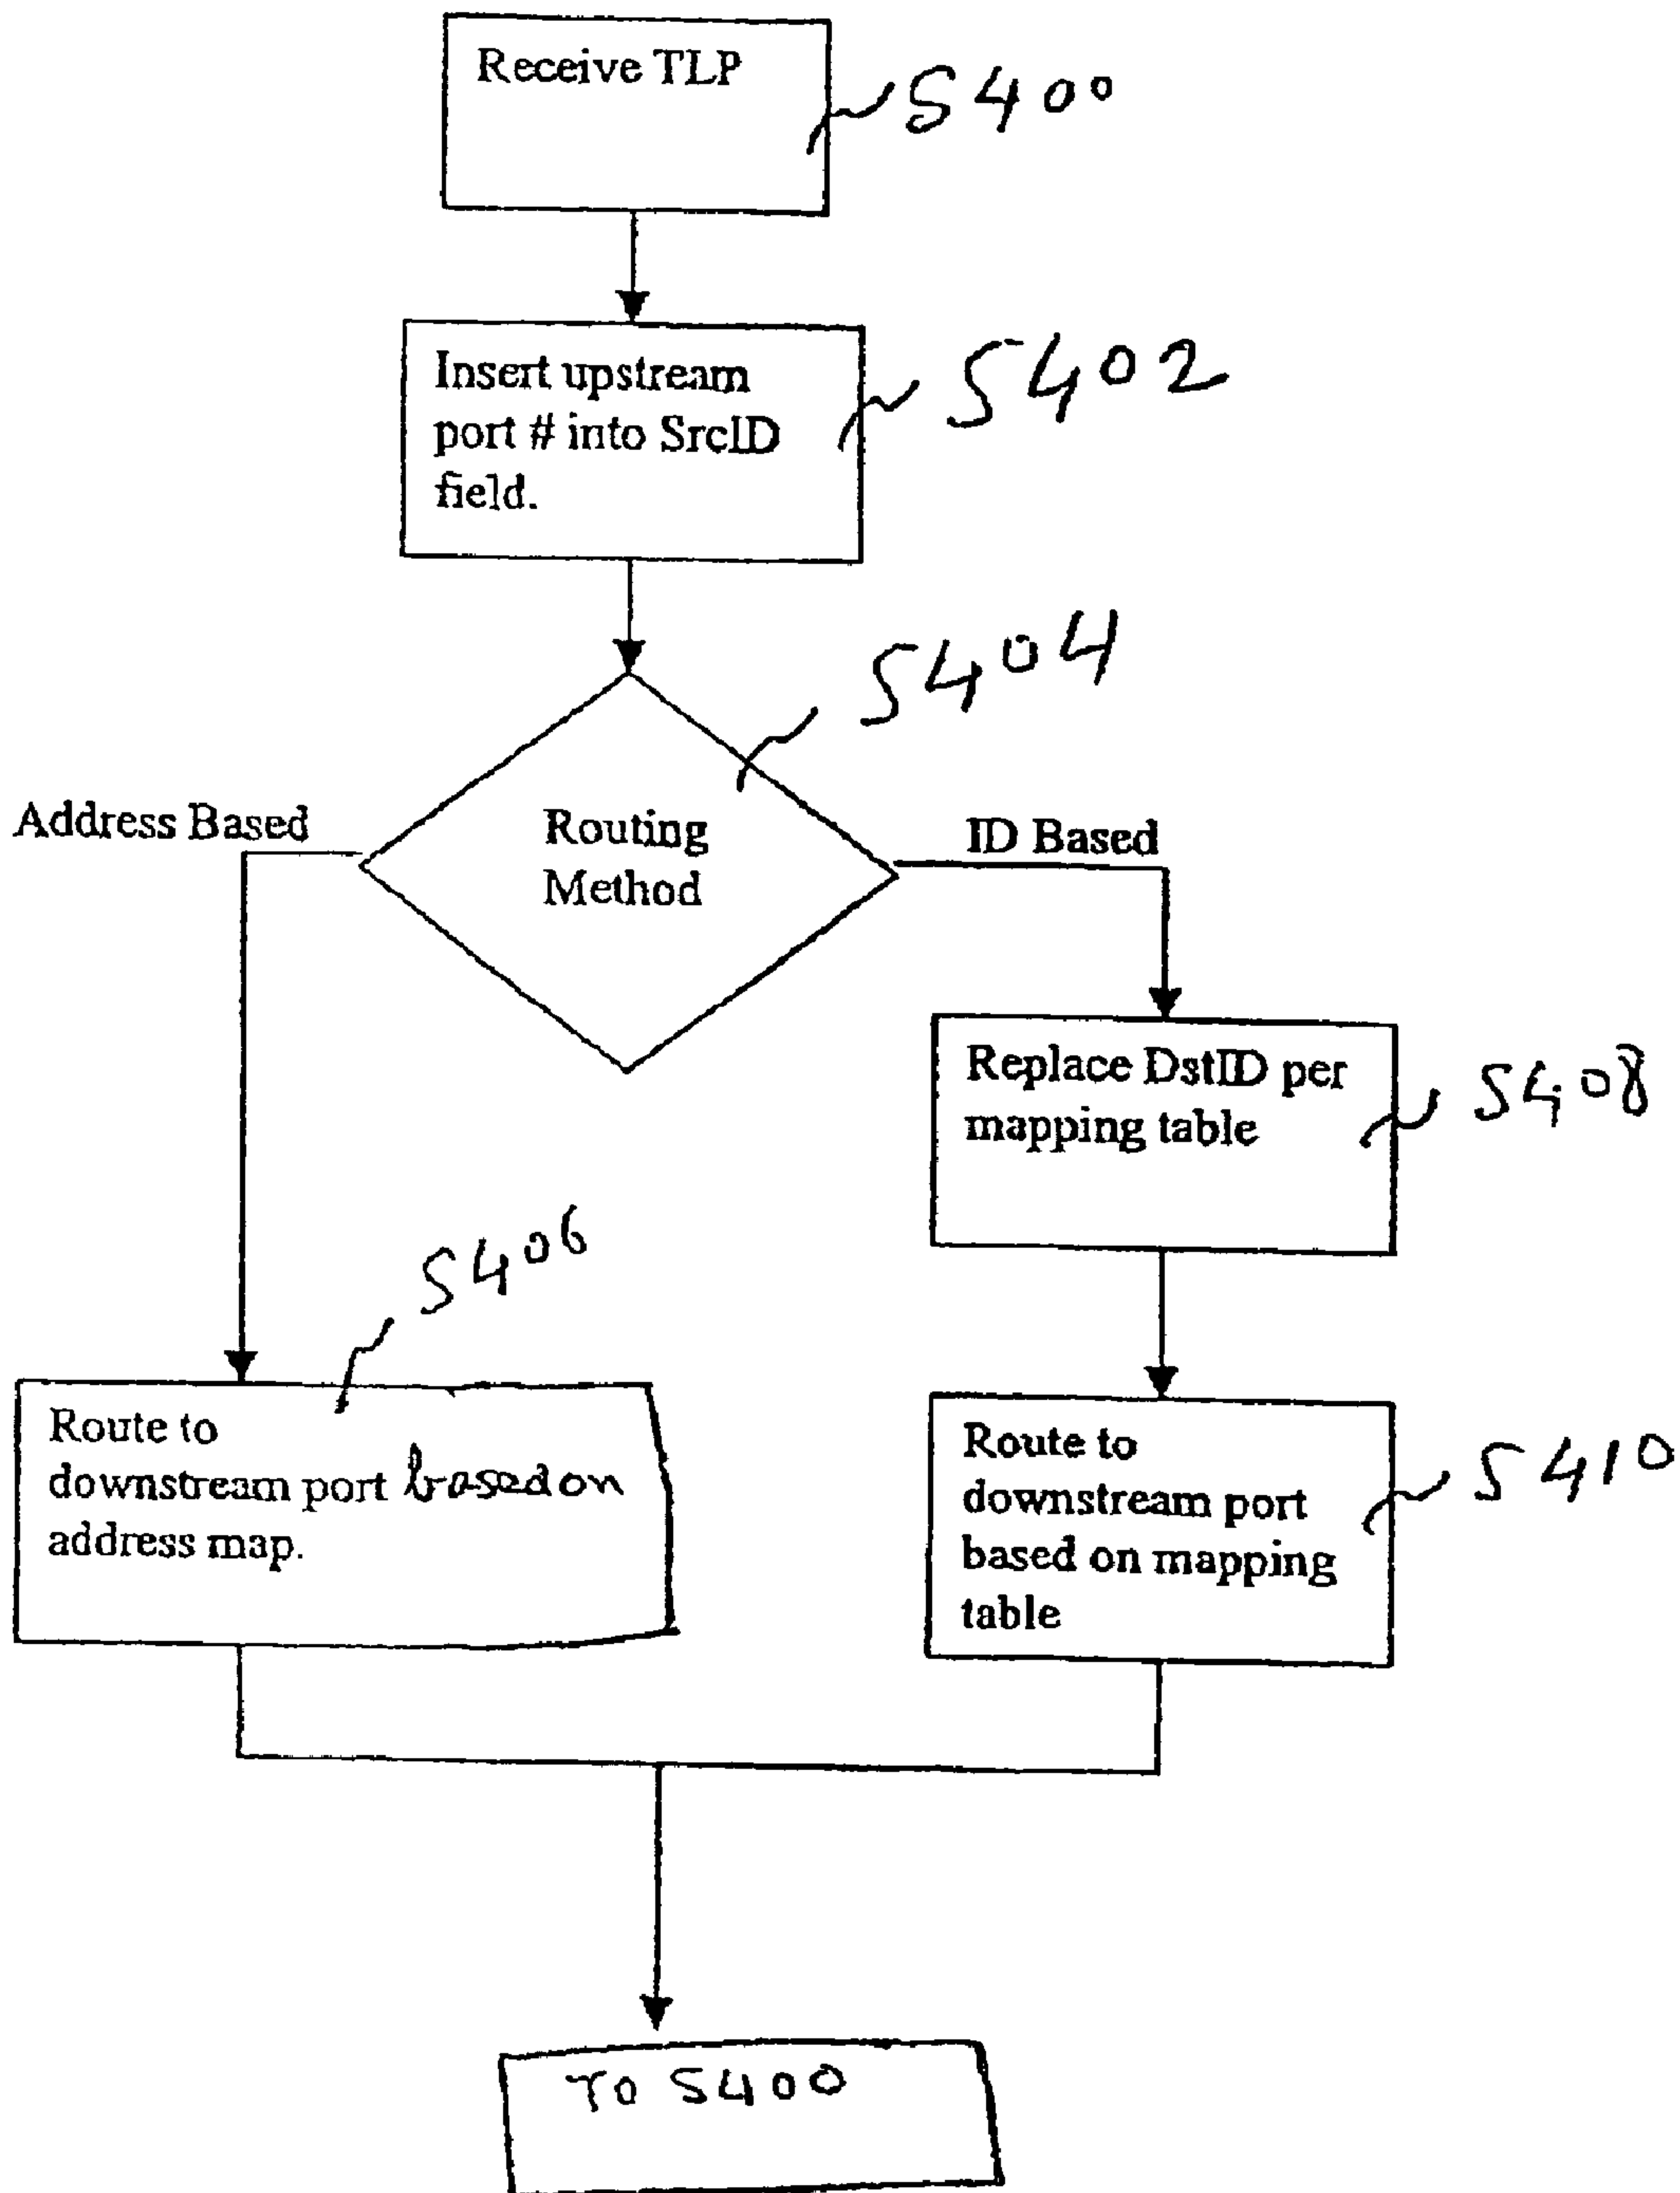 Receive TLP
S400
Insert upstream
port # into SrcID
field.
S402
S404
Routing
Method
Address Based
ID Based
Replace DstID per
mapping table
S408
S406
Route to
downstream port based on
address map.
Route to
downstream port
based on mapping
table
S410
TO S400